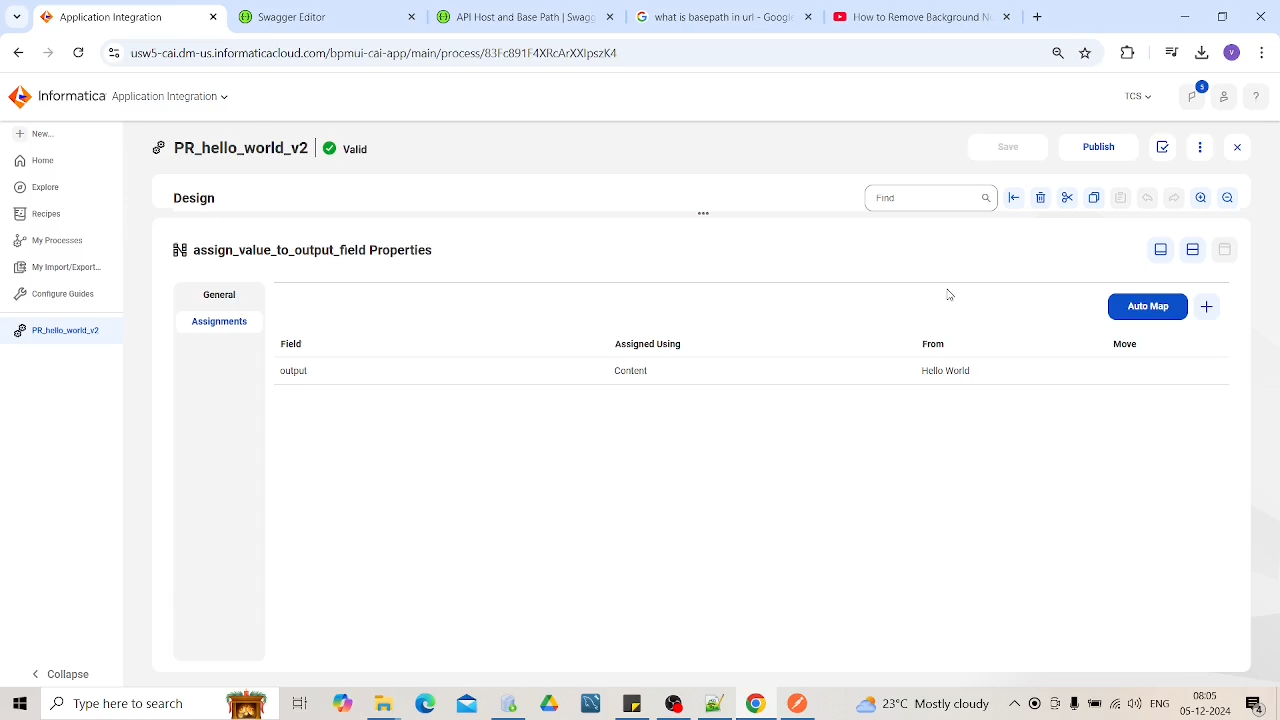 Application Integration
Swagger Editor
API Host and Base Path | Swagg
what is basepath in url - Google
How to Remove Background N
usw5-cai.dm-us.informaticacloud.com/bpmui-cai-app/main/process/83Fc891F4XRcArXXIpszK4
V
Informatica Application Integration
TCS
5
?
New...
Home
Explore
Recipes
My Processes
My Import/Export...
Configure Guides
PR_hello_world_v2
Collapse
PR_hello_world_v2
Valid
Save
Publish
Design
Find
assign_value_to_output_field Properties
General
Assignments
Auto Map
Field Assigned Using From Move
output Content Hello World
Type here to search
23°C Mostly cloudy
ENG
08:05
05-12-2024
4